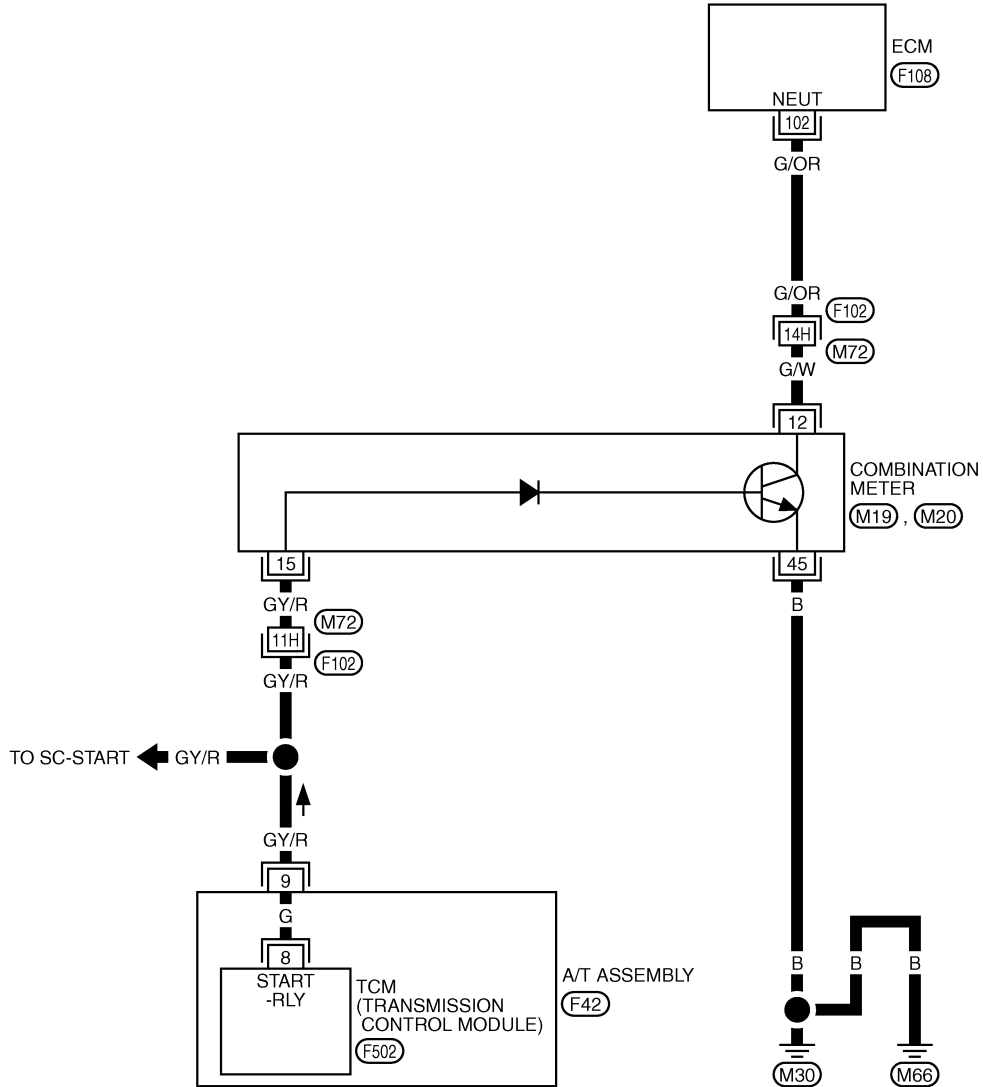 ECM
F108
NEUT
102
G/OR
G/OR
F102
14H
M72
G/W
12
COMBINATION
METER
M19 , M20
15
45
GY/R
B
M72
11H
F102
GY/R
TO SC-START
GY/R
GY/R
9
G
8
START
-RLY
TCM
(TRANSMISSION
CONTROL MODULE)
F502
A/T ASSEMBLY
F42
B
B
B
M30
M66